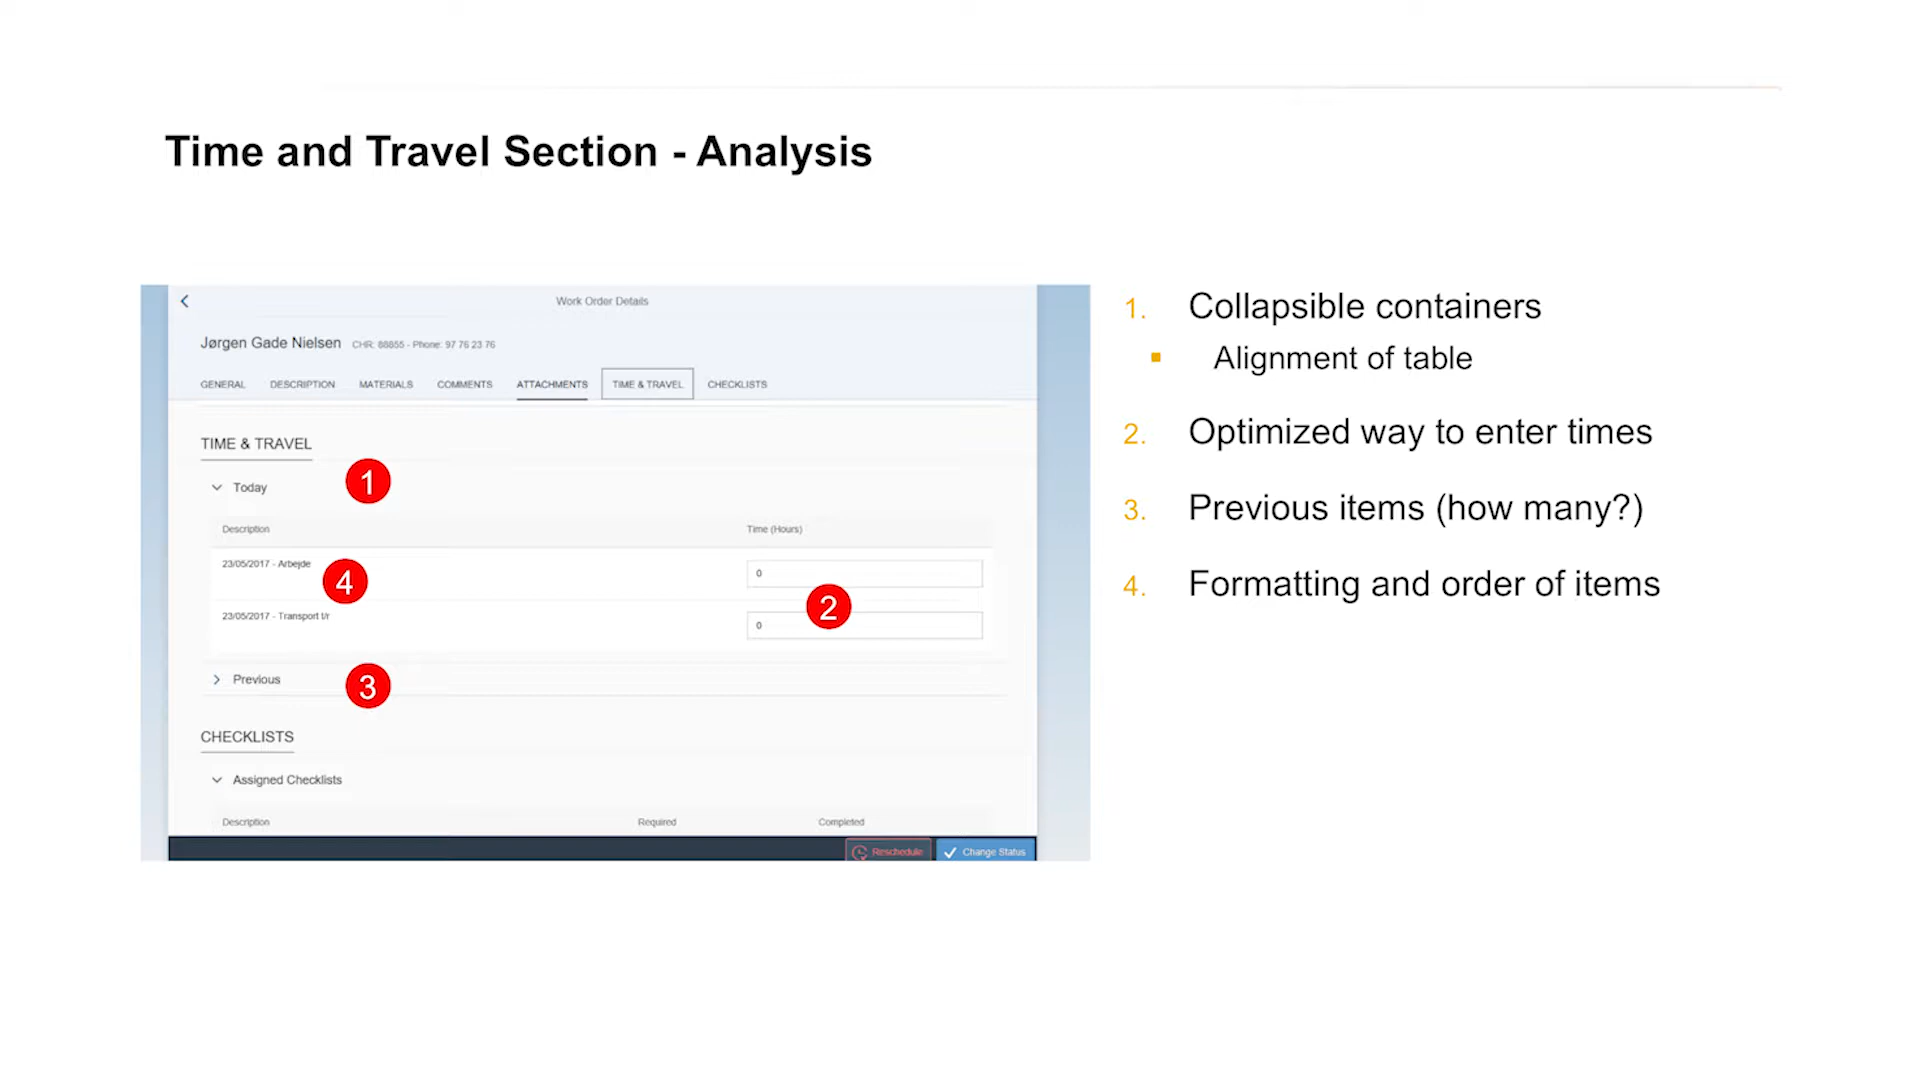 Time and Travel Section - Analysis
Work Order Details
Jørgen Gade Nielsen CHR: 88855 - Phone: 97 76 23 76
GENERAL DESCRIPTION MATERIALS COMMENTS ATTACHMENTS TIME & TRAVEL CHECKLISTS
TIME & TRAVEL
1
Today
Description Time (Hours)
23/05/2017 - Arbejde
4
0
2
23/05/2017 - Transport t/r
0
Previous
3
CHECKLISTS
Assigned Checklists
Description Required Completed
Reschedule Change Status
1. Collapsible containers
▪ Alignment of table
2. Optimized way to enter times
3. Previous items (how many?)
4. Formatting and order of items